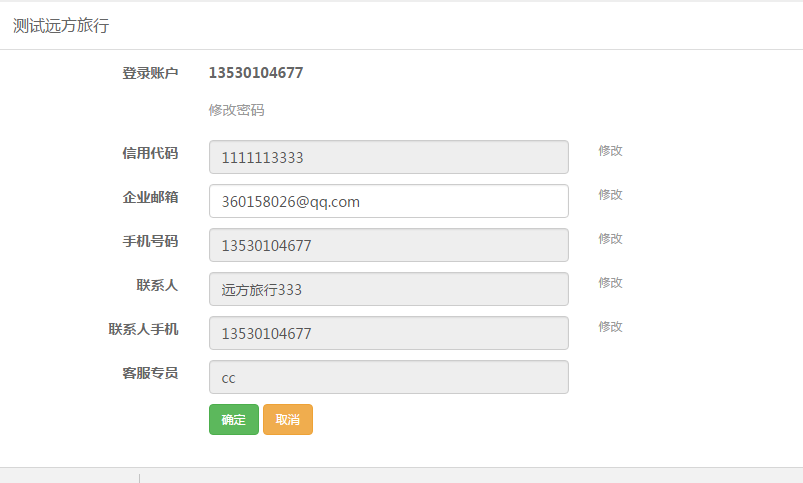 测试远方旅行
登录账户 13530104677
修改密码
信用代码 1111113333 修改
企业邮箱 360158026@qq.com 修改
手机号码 13530104677 修改
联系人 远方旅行333 修改
联系人手机 13530104677 修改
客服专员 cc
确定 取消